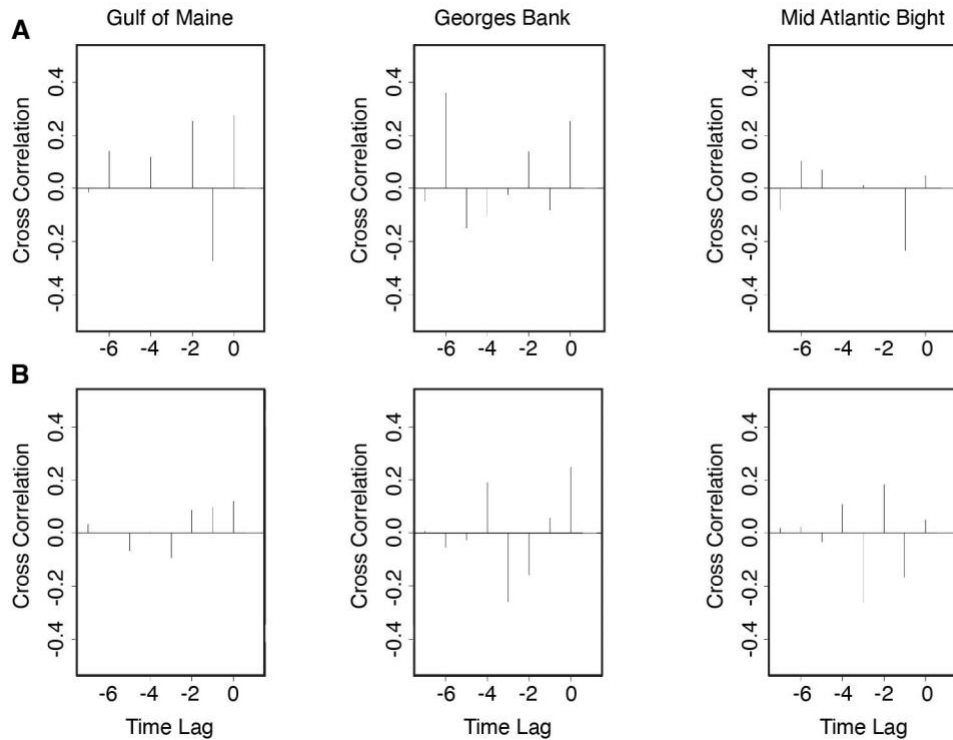 A
Gulf of Maine
Georges Bank
Mid Atlantic Bight
Cross Correlation
0.4
0.2
0.0
-0.2
-0.4
-6 -4 -2 0
Cross Correlation
0.4
0.2
0.0
-0.2
-0.4
-6 -4 -2 0
Cross Correlation
0.4
0.2
0.0
-0.2
-0.4
-6 -4 -2 0
B
Cross Correlation
0.4
0.2
0.0
-0.2
-0.4
-6 -4 -2 0
Time Lag
Cross Correlation
0.4
0.2
0.0
-0.2
-0.4
-6 -4 -2 0
Time Lag
Cross Correlation
0.4
0.2
0.0
-0.2
-0.4
-6 -4 -2 0
Time Lag